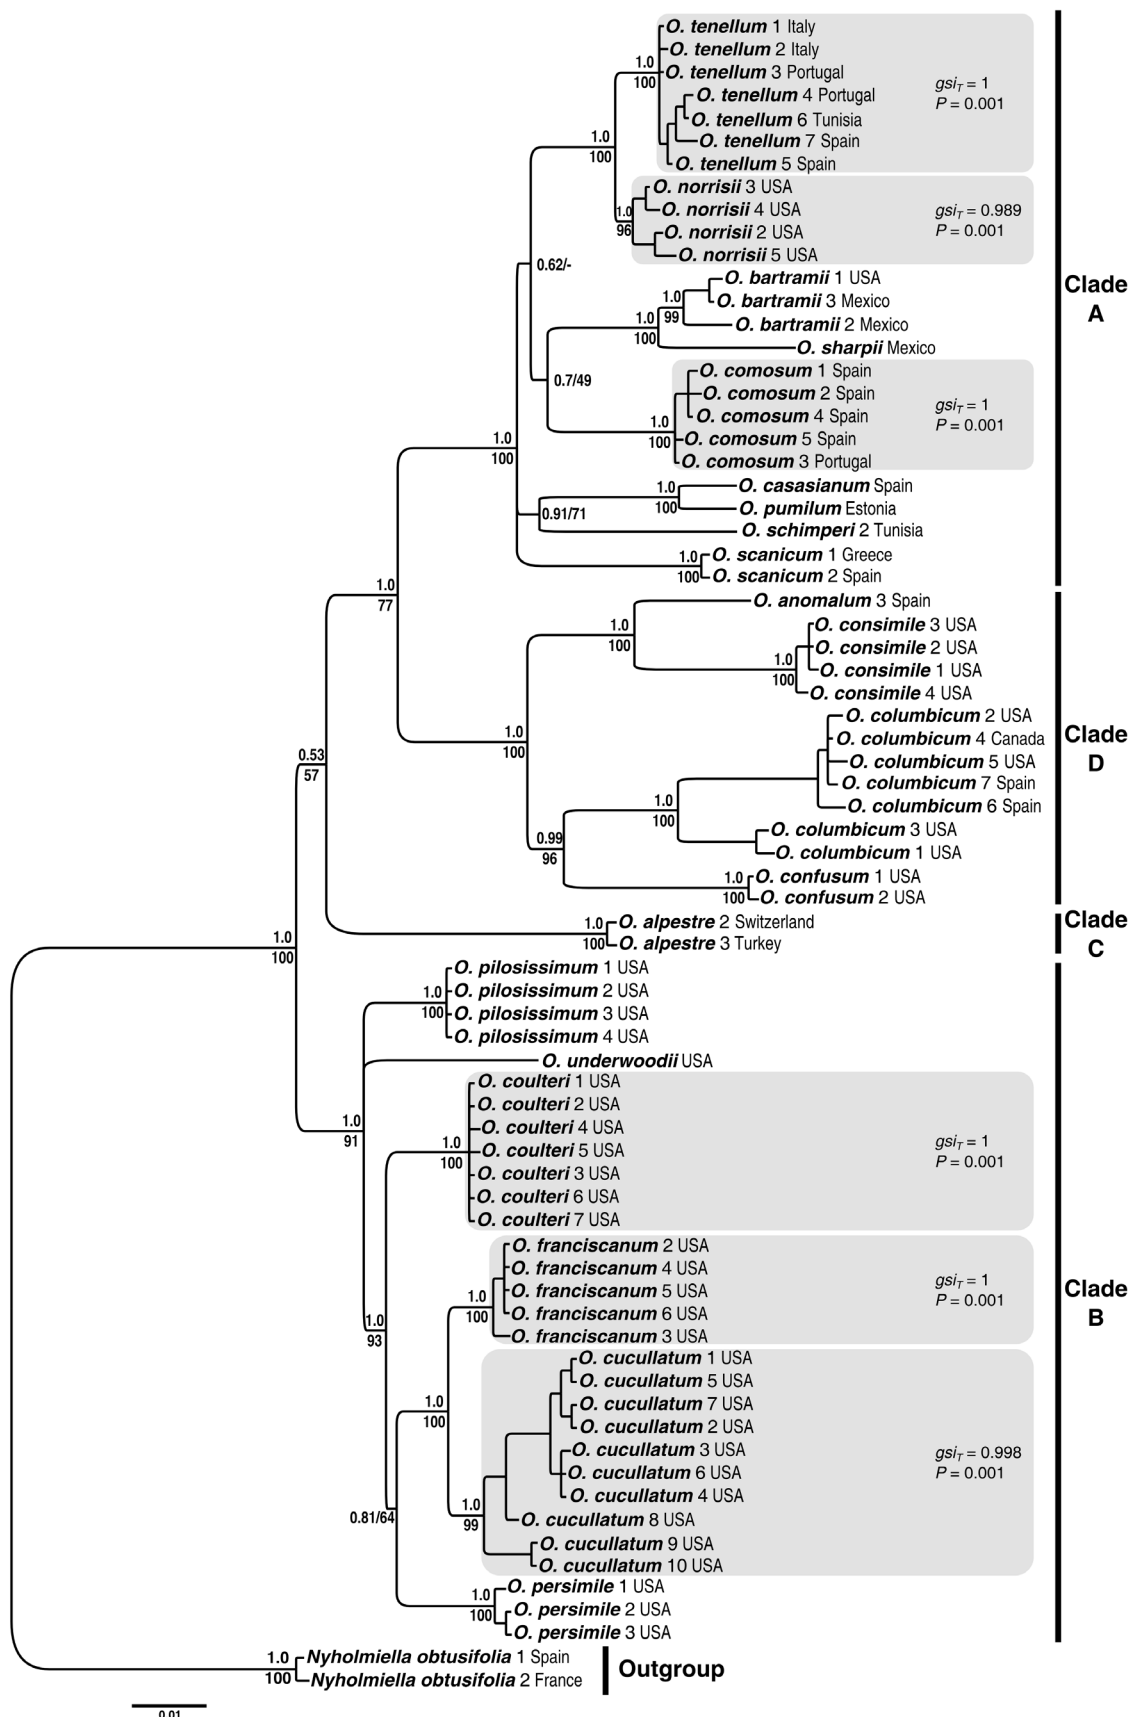 O. tenellum 1 Italy
O. tenellum 2 Italy
1.0
O. tenellum 3 Portugal
100
gsiT = 1
P = 0.001
O. tenellum 4 Portugal
O. tenellum 6 Tunisia
1.0
O. tenellum 7 Spain
100
O. tenellum 5 Spain
O. norrisii 3 USA
1.0
O. norrisii 4 USA
gsiT = 0.989
96
O. norrisii 2 USA
P = 0.001
O. norrisii 5 USA
0.62/-
O. bartramii 1 USA
Clade
A
1.0
O. bartramii 3 Mexico
99
1.0
O. bartramii 2 Mexico
100
O. sharpii Mexico
O. comosum 1 Spain
0.7/49
O. comosum 2 Spain
gsiT = 1
O. comosum 4 Spain
P = 0.001
1.0
O. comosum 5 Spain
100
1.0
100
O. comosum 3 Portugal
1.0
O. casasianum Spain
100
O. pumilum Estonia
0.91/71
O. schimperi 2 Tunisia
1.0
O. scanicum 1 Greece
100
O. scanicum 2 Spain
1.0
77
O. anomalum 3 Spain
1.0
100
O. consimile 3 USA
O. consimile 2 USA
1.0
O. consimile 1 USA
100
O. consimile 4 USA
O. columbicum 2 USA
1.0
100
O. columbicum 4 Canada
Clade
D
0.53
57
O. columbicum 5 USA
O. columbicum 7 Spain
1.0
100
O. columbicum 6 Spain
O. columbicum 3 USA
0.99
96
O. columbicum 1 USA
1.0
O. confusum 1 USA
100
O. confusum 2 USA
1.0
O. alpestre 2 Switzerland
Clade
C
100
O. alpestre 3 Turkey
1.0
100
O. pilosissimum 1 USA
1.0
O. pilosissimum 2 USA
100
O. pilosissimum 3 USA
O. pilosissimum 4 USA
O. underwoodii USA
O. coulteri 1 USA
O. coulteri 2 USA
1.0
91
O. coulteri 4 USA
1.0
O. coulteri 5 USA
gsiT = 1
100
P = 0.001
O. coulteri 3 USA
O. coulteri 6 USA
O. coulteri 7 USA
O. franciscanum 2 USA
O. franciscanum 4 USA
gsiT = 1
1.0
O. franciscanum 5 USA
P = 0.001
Clade
B
100
O. franciscanum 6 USA
1.0
93
O. franciscanum 3 USA
O. cucullatum 1 USA
O. cucullatum 5 USA
1.0
O. cucullatum 7 USA
100
O. cucullatum 2 USA
O. cucullatum 3 USA
gsiT = 0.998
O. cucullatum 6 USA
P = 0.001
O. cucullatum 4 USA
0.81/64
1.0
O. cucullatum 8 USA
99
O. cucullatum 9 USA
O. cucullatum 10 USA
1.0
O. persimile 1 USA
100
O. persimile 2 USA
O. persimile 3 USA
1.0
Nyholmiella obtusifolia 1 Spain
100
Nyholmiella obtusifolia 2 France
Outgroup
0.01